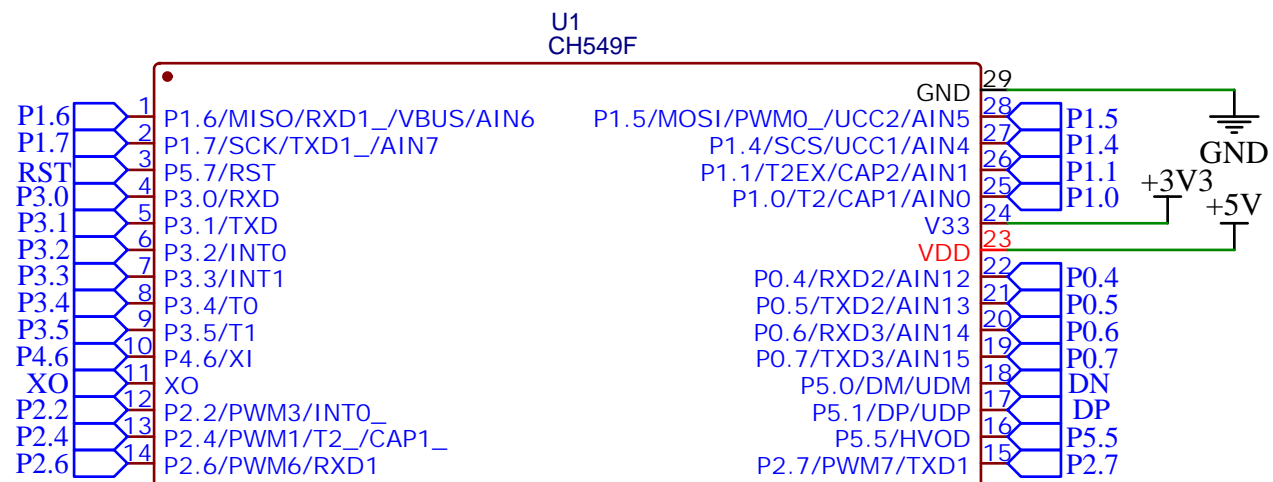 U1
CH549F
P1.6 1 P1.6/MISO/RXD1_/VBUS/AIN6
P1.7 2 P1.7/SCK/TXD1_/AIN7
RST 3 P5.7/RST
P3.0 4 P3.0/RXD
P3.1 5 P3.1/TXD
P3.2 6 P3.2/INT0
P3.3 7 P3.3/INT1
P3.4 8 P3.4/T0
P3.5 9 P3.5/T1
P4.6 10 P4.6/XI
XO 11 XO
P2.2 12 P2.2/PWM3/INT0_
P2.4 13 P2.4/PWM1/T2_/CAP1_
P2.6 14 P2.6/PWM6/RXD1
GND 29
P1.5/MOSI/PWM0_/UCC2/AIN5 28 P1.5
P1.4/SCS/UCC1/AIN4 27 P1.4
P1.1/T2EX/CAP2/AIN1 26 P1.1
P1.0/T2/CAP1/AIN0 25 P1.0
V33 24
VDD 23
P0.4/RXD2/AIN12 22 P0.4
P0.5/TXD2/AIN13 21 P0.5
P0.6/RXD3/AIN14 20 P0.6
P0.7/TXD3/AIN15 19 P0.7
P5.0/DM/UDM 18 DN
P5.1/DP/UDP 17 DP
P5.5/HVOD 16 P5.5
P2.7/PWM7/TXD1 15 P2.7
GND
+3V3
+5V